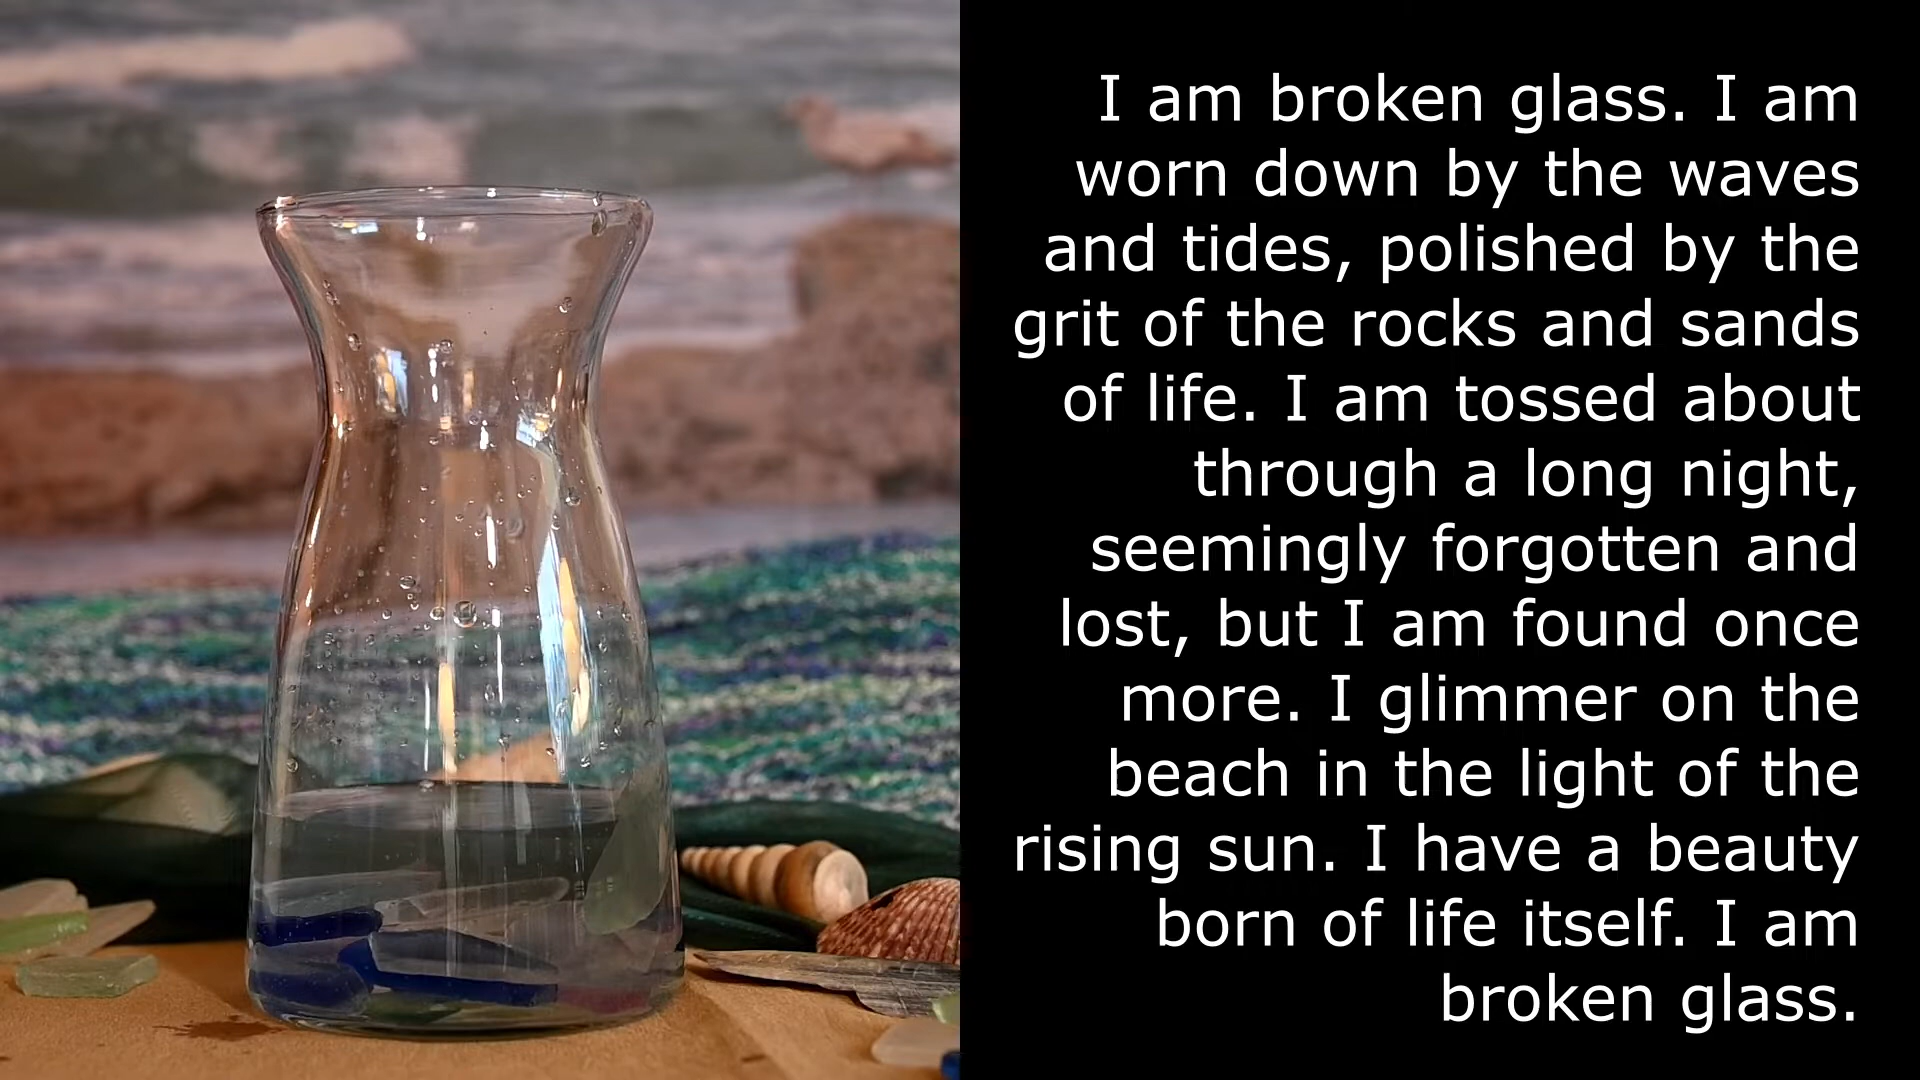 I am broken glass. I am
worn down by the waves
and tides, polished by the
grit of the rocks and sands
of life. I am tossed about
through a long night,
seemingly forgotten and
lost, but I am found once
more. I glimmer on the
beach in the light of the
rising sun. I have a beauty
born of life itself. I am
broken glass.